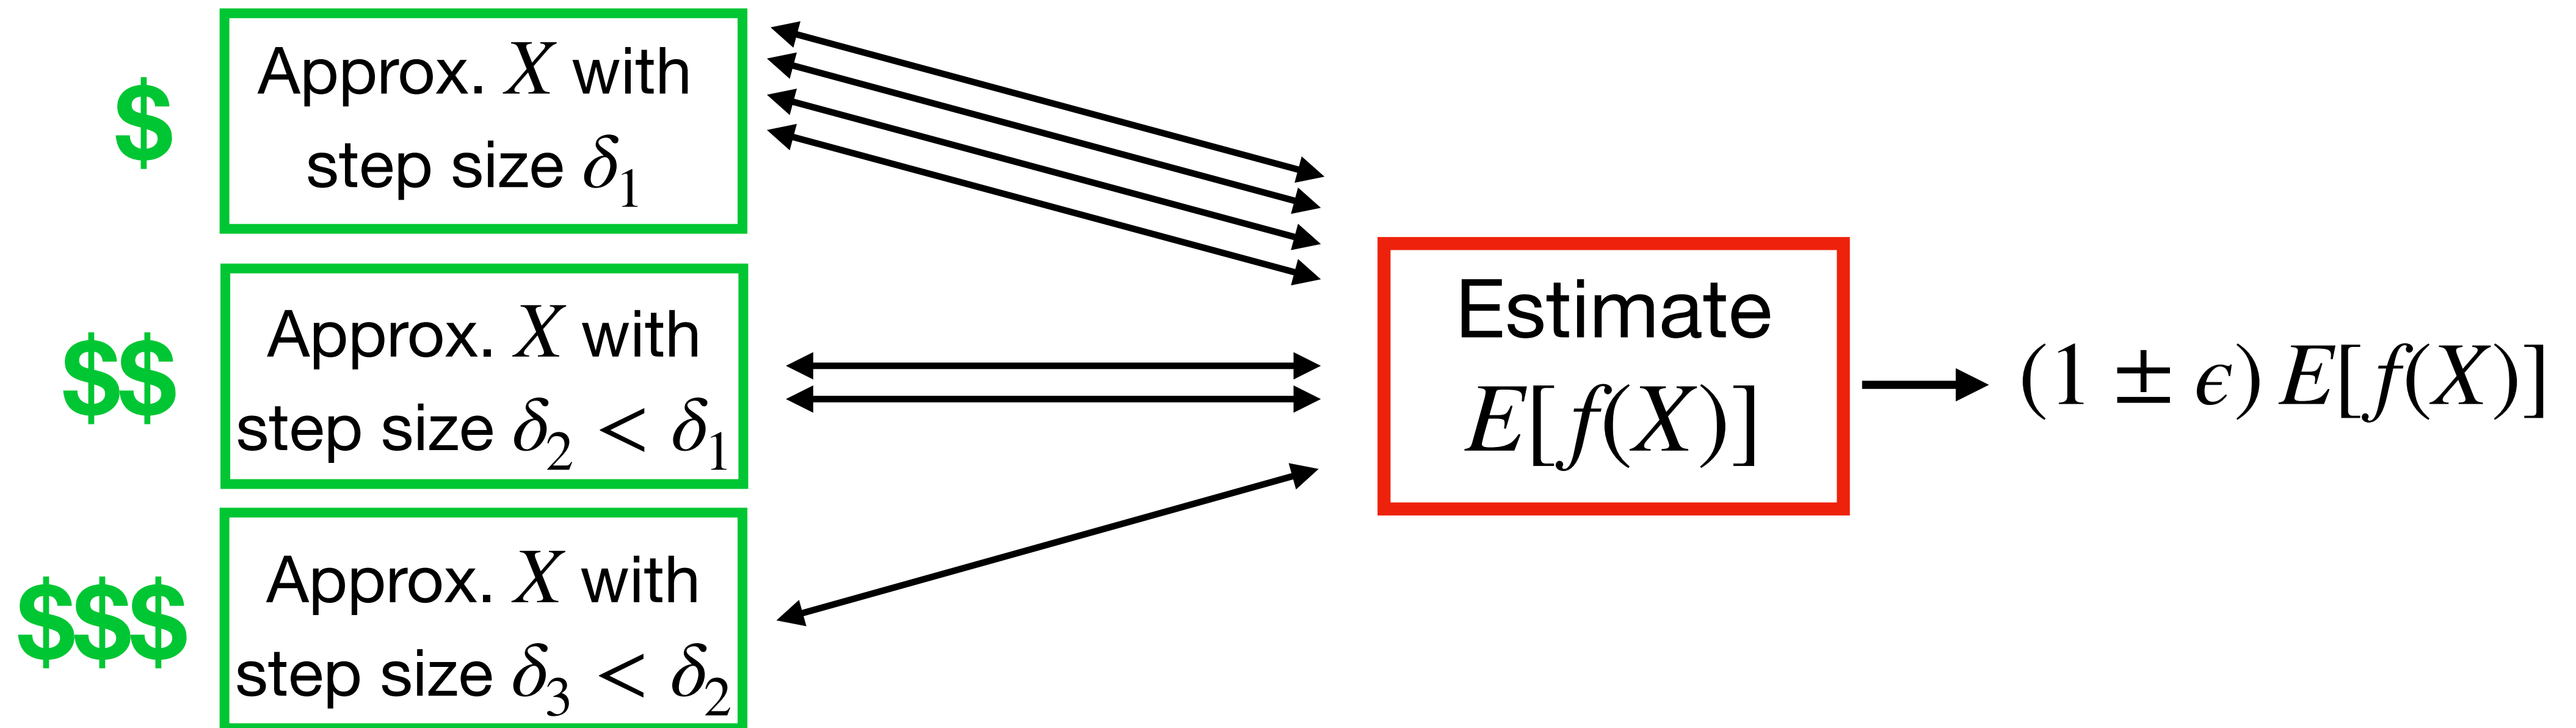 $
Approx. X with
step size δ₁
$$
Approx. X with
step size δ₂ < δ₁
$$$
Approx. X with
step size δ₃ < δ₂
Estimate
E[f(X)]
(1 ± ϵ) E[f(X)]